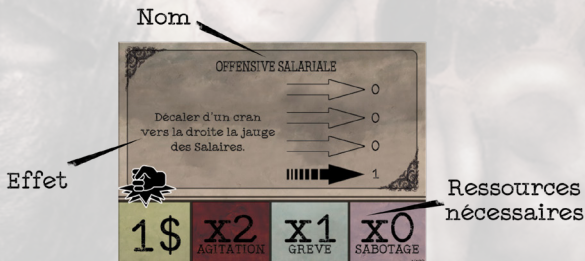 Nom
OFFENSIVE SALARIALE
0
0
0
1
Décaler d'un cran
vers la droite la jauge
des Salaires.
Effet
Ressources
nécessaires
1$
x2
AGITATION
x1
GREVE
x0
SABOTAGE